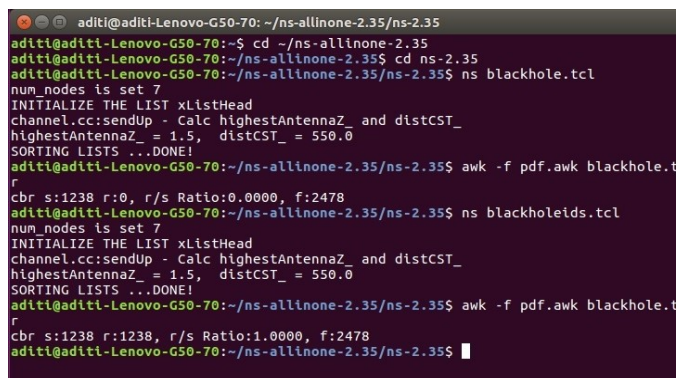 aditi@aditi-Lenovo-G50-70: ~/ns-allinone-2.35/ns-2.35
aditi@aditi-Lenovo-G50-70:~$ cd ~/ns-allinone-2.35
aditi@aditi-Lenovo-G50-70:~/ns-allinone-2.35$ cd ns-2.35
aditi@aditi-Lenovo-G50-70:~/ns-allinone-2.35/ns-2.35$ ns blackhole.tcl
num_nodes is set 7
INITIALIZE THE LIST xListHead
channel.cc:sendUp - Calc highestAntennaZ_ and distCST_
highestAntennaZ_ = 1.5,  distCST_ = 550.0
SORTING LISTS ...DONE!
aditi@aditi-Lenovo-G50-70:~/ns-allinone-2.35/ns-2.35$ awk -f pdf.awk blackhole.t
r
cbr s:1238 r:0, r/s Ratio:0.0000, f:2478
aditi@aditi-Lenovo-G50-70:~/ns-allinone-2.35/ns-2.35$ ns blackholeids.tcl
num_nodes is set 7
INITIALIZE THE LIST xListHead
channel.cc:sendUp - Calc highestAntennaZ_ and distCST_
highestAntennaZ_ = 1.5,  distCST_ = 550.0
SORTING LISTS ...DONE!
aditi@aditi-Lenovo-G50-70:~/ns-allinone-2.35/ns-2.35$ awk -f pdf.awk blackhole.t
r
cbr s:1238 r:1238, r/s Ratio:1.0000, f:2478
aditi@aditi-Lenovo-G50-70:~/ns-allinone-2.35/ns-2.35$